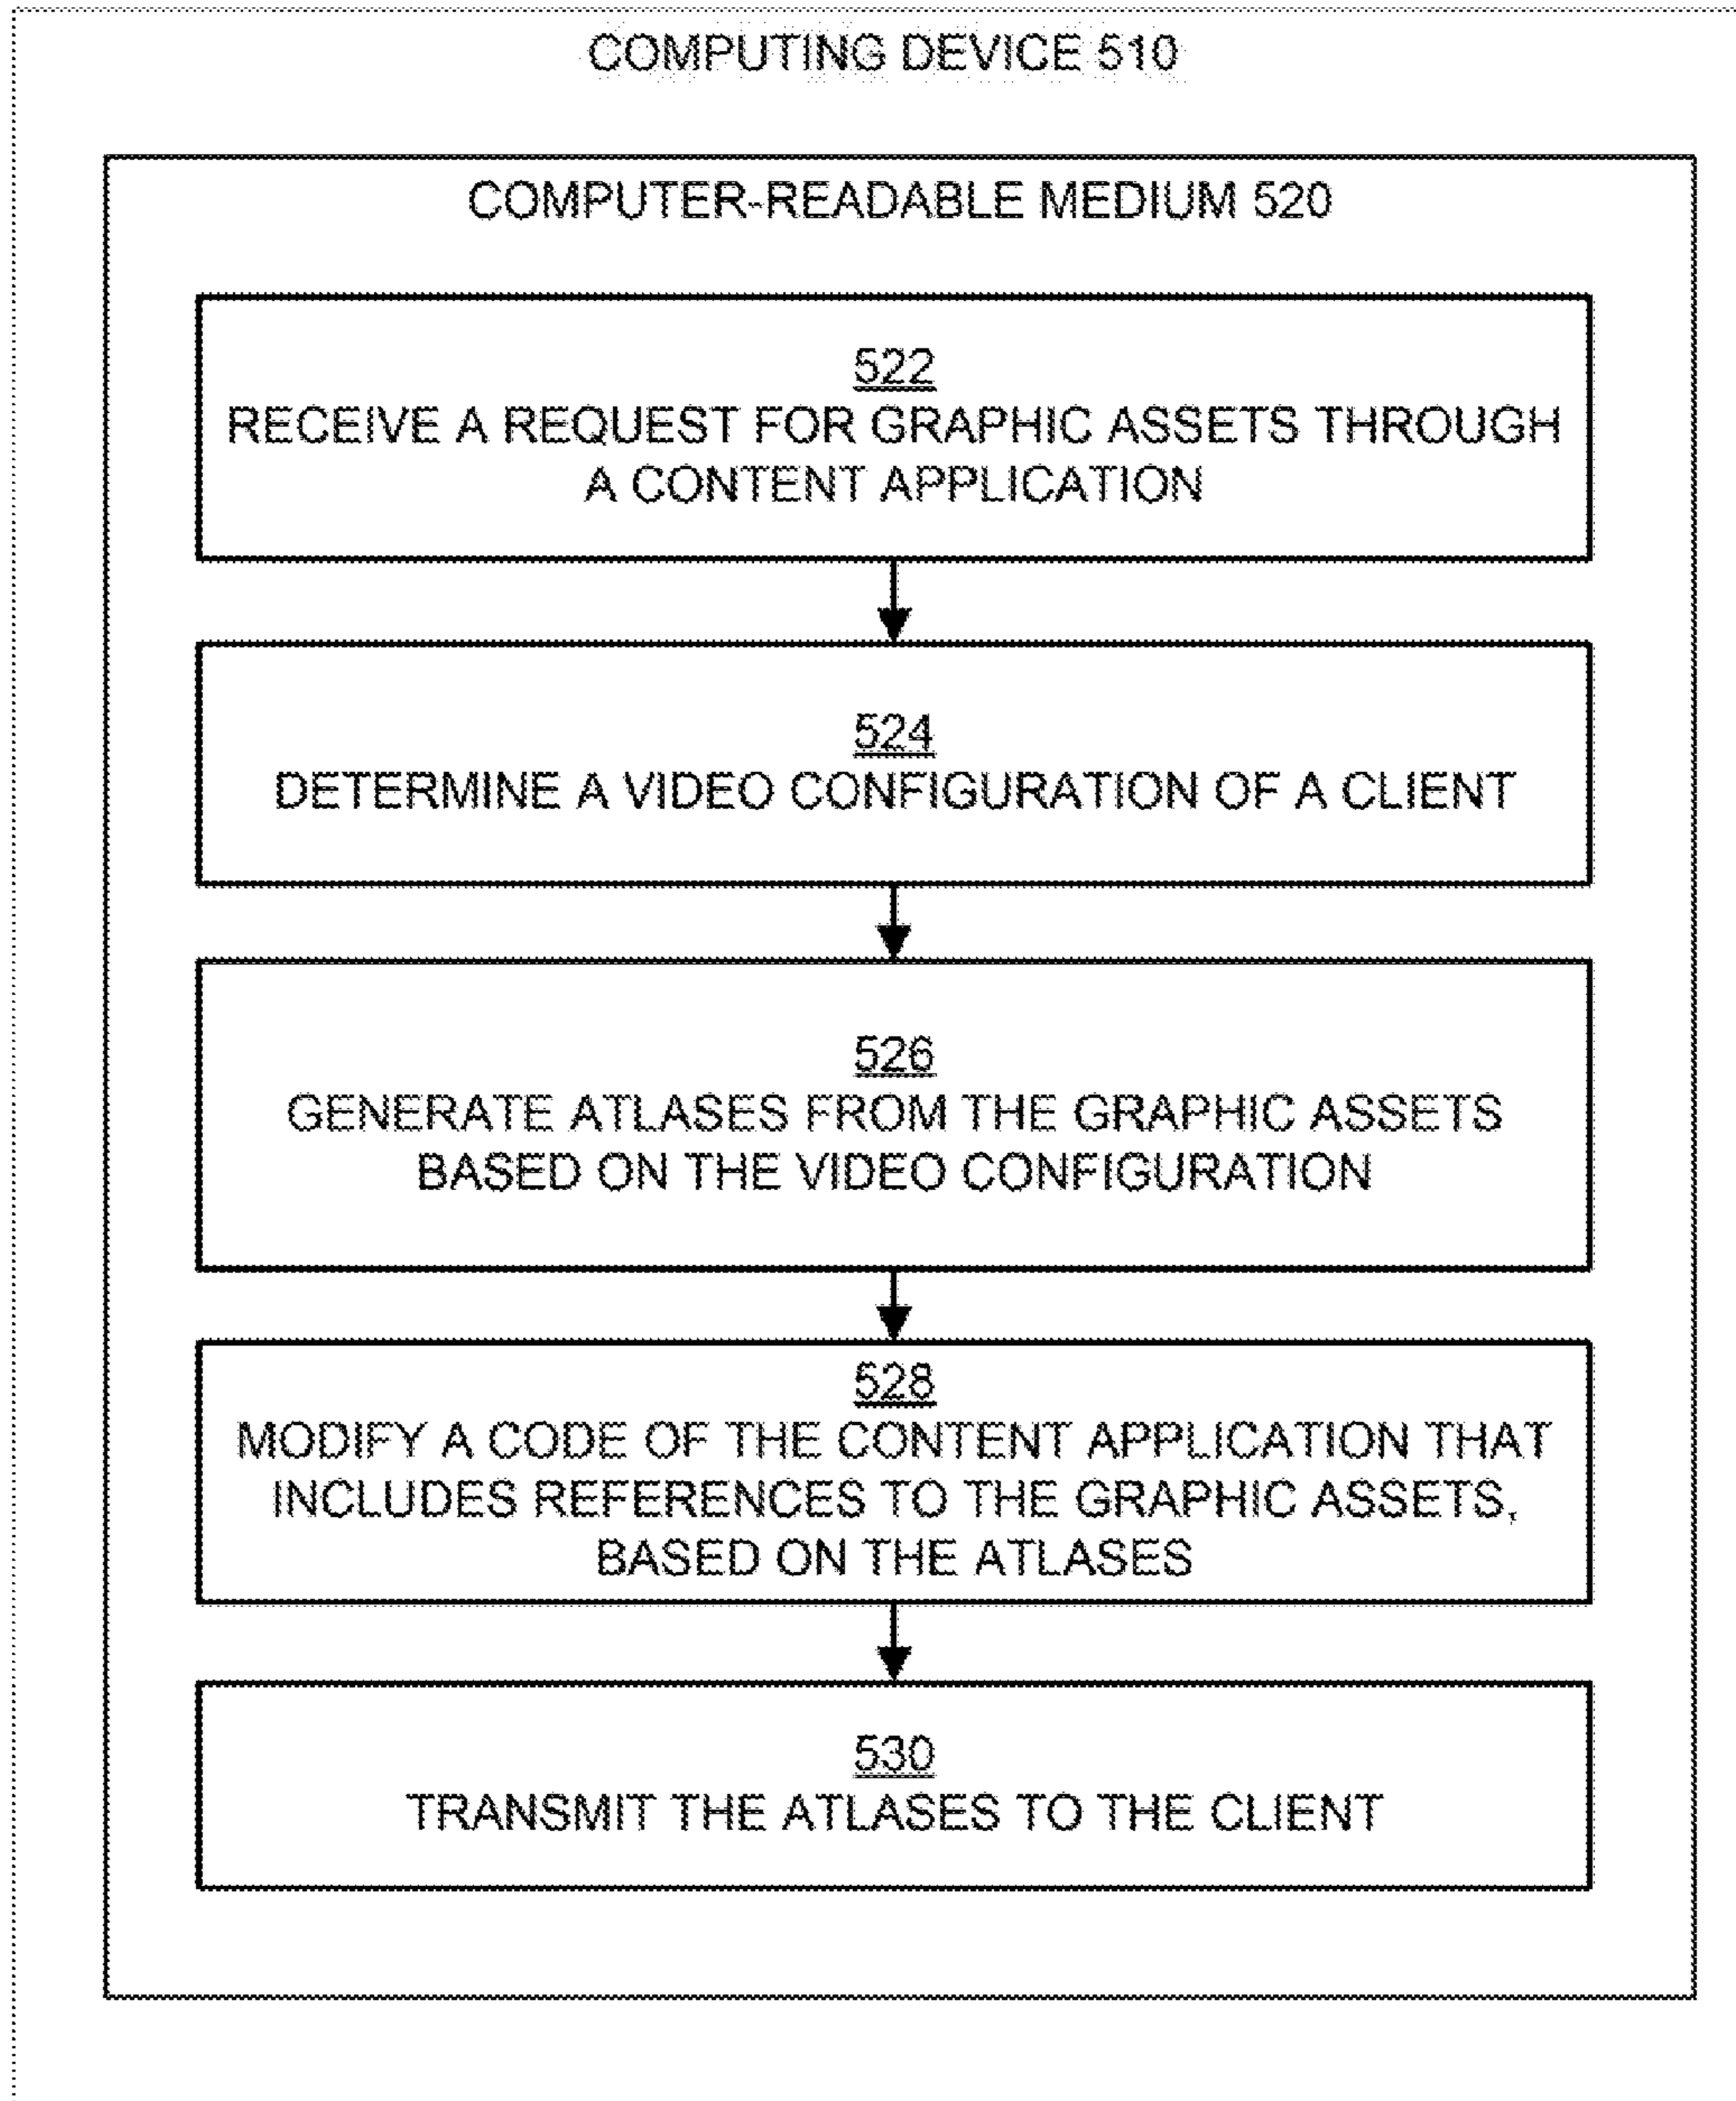 COMPUTING DEVICE 510
COMPUTER-READABLE MEDIUM 520
522
RECEIVE A REQUEST FOR GRAPHIC ASSETS THROUGH
A CONTENT APPLICATION
524
DETERMINE A VIDEO CONFIGURATION OF A CLIENT
526
GENERATE ATLASES FROM THE GRAPHIC ASSETS
BASED ON THE VIDEO CONFIGURATION
528
MODIFY A CODE OF THE CONTENT APPLICATION THAT
INCLUDES REFERENCES TO THE GRAPHIC ASSETS,
BASED ON THE ATLASES
530
TRANSMIT THE ATLASES TO THE CLIENT